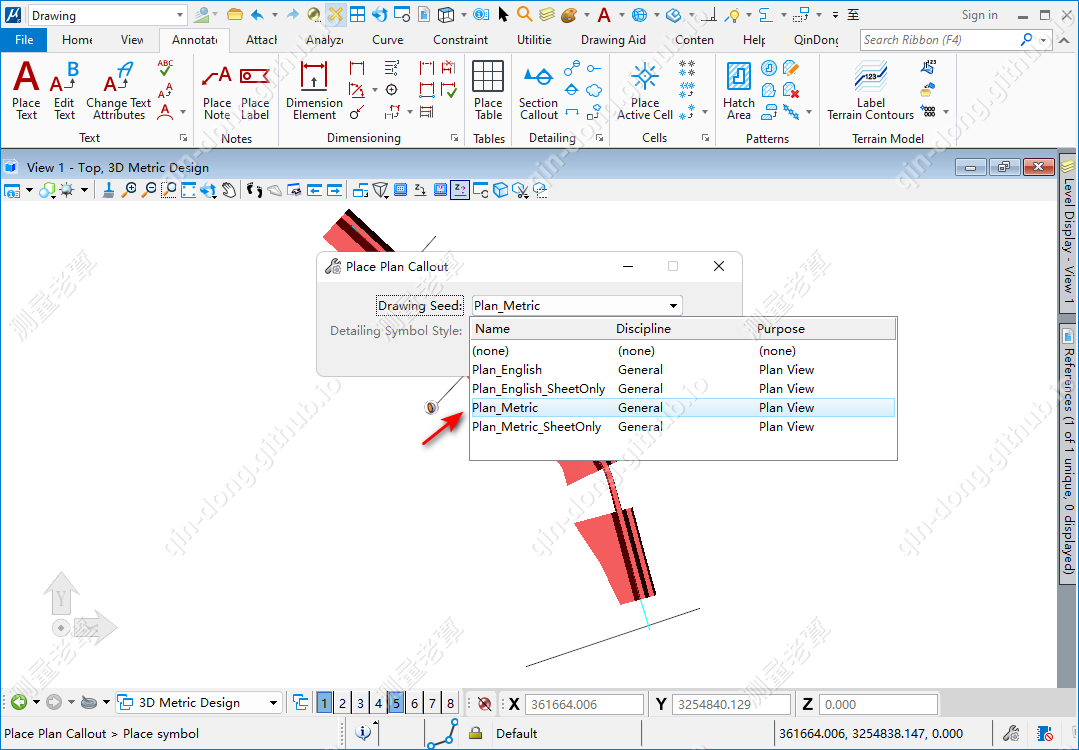 Drawing
Sign in
File
Home
View
Annotate
Attach
Analyze
Curve
Constraint
Utilities
Drawing Aid
Conten
Help
QinDong
Search Ribbon (F4)
Place Text
Edit Text
Change Text Attributes
Text
Place Note
Place Label
Notes
Dimension Element
Dimensioning
Place Table
Tables
Section Callout
Detailing
Place Active Cell
Cells
Hatch Area
Patterns
Label Terrain Contours
Terrain Model
View 1 - Top, 3D Metric Design
Place Plan Callout
Drawing Seed:
Plan_Metric
Detailing Symbol Style:
Name Discipline Purpose
(none) (none) (none)
Plan_English General Plan View
Plan_English_SheetOnly General Plan View
Plan_Metric General Plan View
Plan_Metric_SheetOnly General Plan View
Level Display - View 1
References (1 of 1 unique, 0 displayed)
Y
X
3D Metric Design
1 2 3 4 5 6 7 8
X 361664.006
Y 3254840.129
Z 0.000
Place Plan Callout > Place symbol
Default
361664.006, 3254838.147, 0.000
测量老覃
qin-dong.github.io